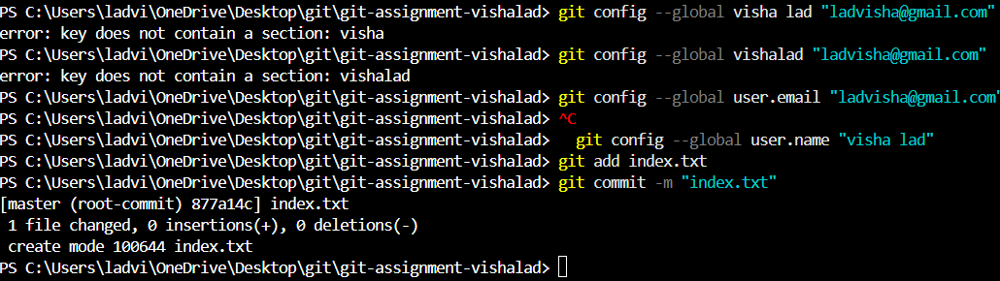 PS C:\Users\ladvi\OneDrive\Desktop\git\git-assignment-vishalad> git config --global visha lad "ladvisha@gmail.com"
error: key does not contain a section: visha
PS C:\Users\ladvi\OneDrive\Desktop\git\git-assignment-vishalad> git config --global vishalad "ladvisha@gmail.com"
error: key does not contain a section: vishalad
PS C:\Users\ladvi\OneDrive\Desktop\git\git-assignment-vishalad> git config --global user.email "ladvisha@gmail.com"
PS C:\Users\ladvi\OneDrive\Desktop\git\git-assignment-vishalad> ^C
PS C:\Users\ladvi\OneDrive\Desktop\git\git-assignment-vishalad>   git config --global user.name "visha lad"
PS C:\Users\ladvi\OneDrive\Desktop\git\git-assignment-vishalad> git add index.txt
PS C:\Users\ladvi\OneDrive\Desktop\git\git-assignment-vishalad> git commit -m "index.txt"
[master (root-commit) 877a14c] index.txt
 1 file changed, 0 insertions(+), 0 deletions(-)
 create mode 100644 index.txt
PS C:\Users\ladvi\OneDrive\Desktop\git\git-assignment-vishalad>